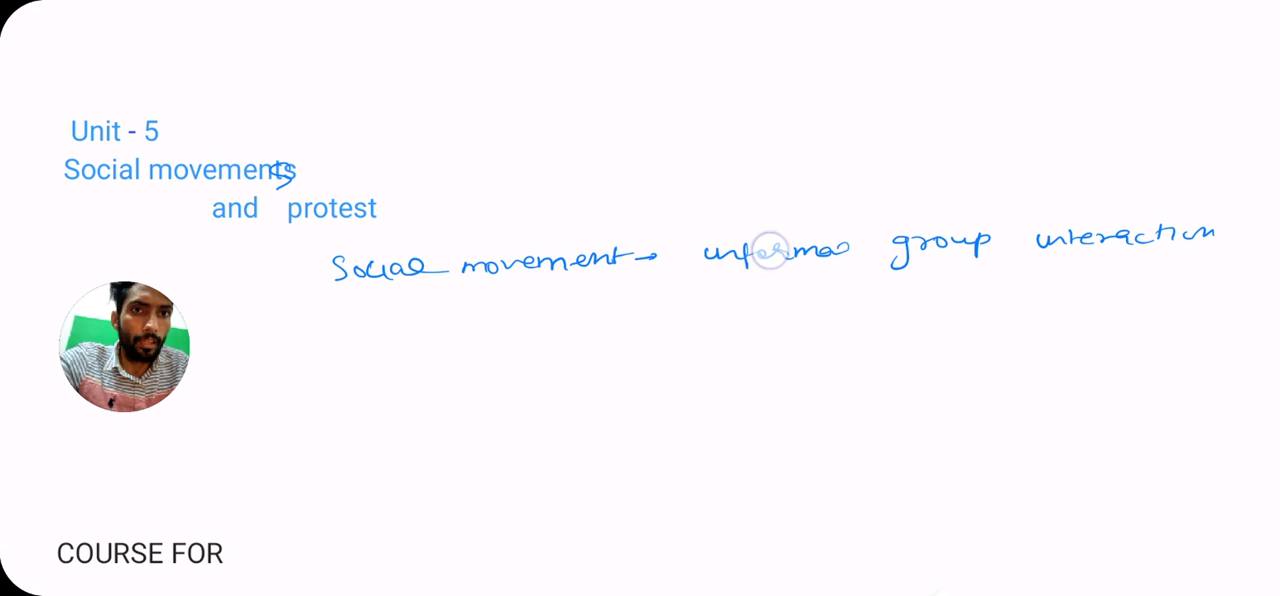 Unit - 5
Social movements
and protest
Social movement → informal group interaction
COURSE FOR